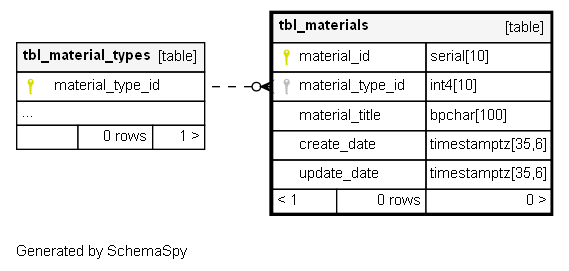 tbl_material_types [table]
material_type_id
...
0 rows 1 >
tbl_materials [table]
material_id serial[10]
material_type_id int4[10]
material_title bpchar[100]
create_date timestamptz[35,6]
update_date timestamptz[35,6]
< 1 0 rows 0 >
Generated by SchemaSpy